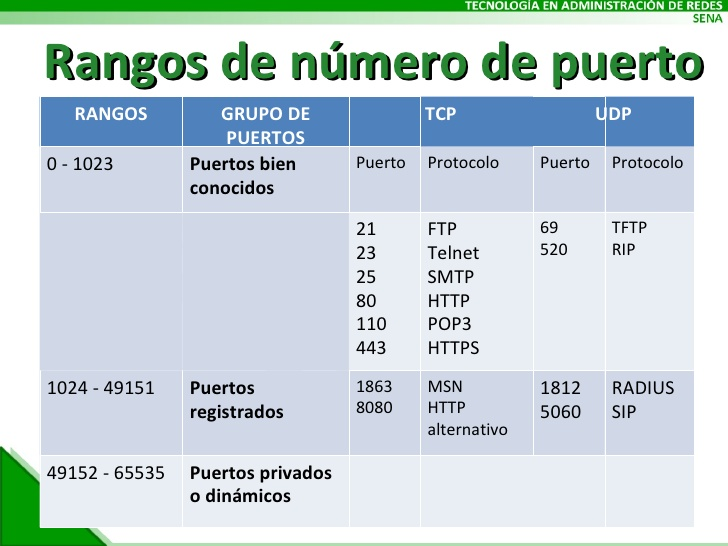 TECNOLOGÍA EN ADMINISTRACIÓN DE REDES
SENA
Rangos de número de puerto
RANGOS GRUPO DE PUERTOS TCP UDP
0 - 1023 Puertos bien conocidos Puerto Protocolo Puerto Protocolo
21 FTP 69 TFTP
23 Telnet 520 RIP
25 SMTP
80 HTTP
110 POP3
443 HTTPS
1024 - 49151 Puertos registrados 1863 MSN 1812 RADIUS
8080 HTTP alternativo 5060 SIP
49152 - 65535 Puertos privados o dinámicos